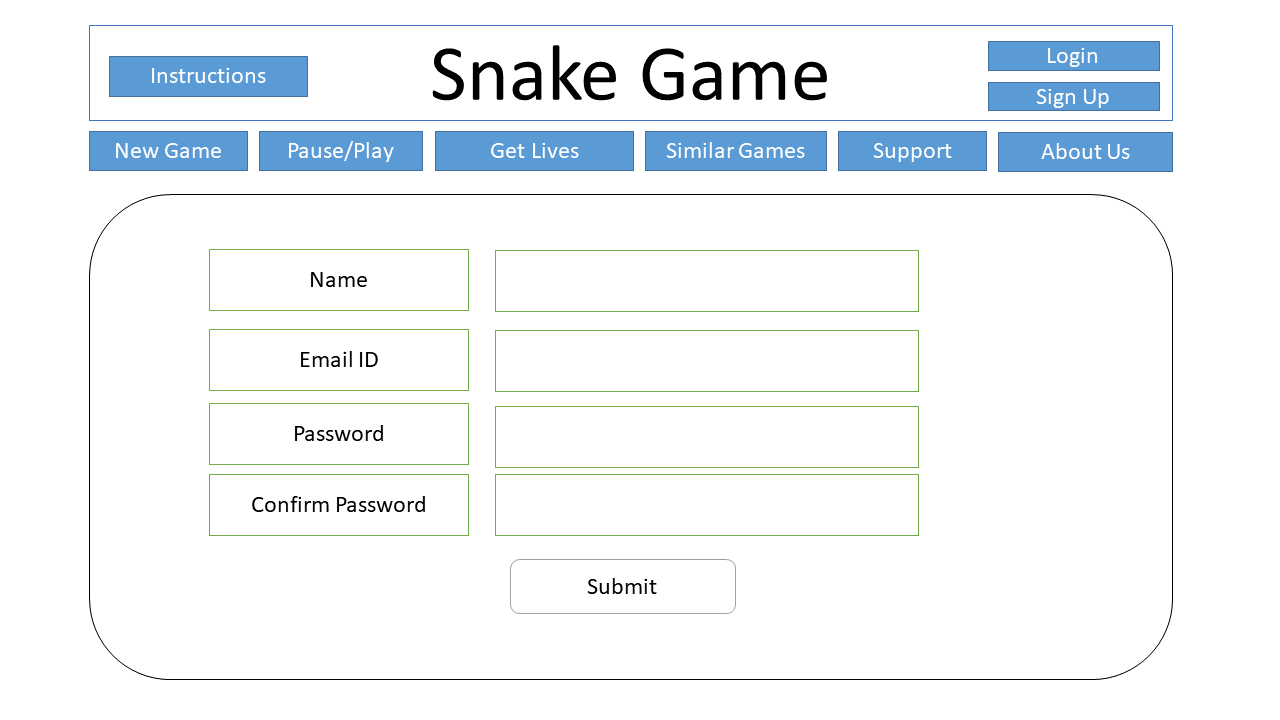 Instructions
Snake Game
Login
Sign Up
New Game
Pause/Play
Get Lives
Similar Games
Support
About Us
Name
Email ID
Password
Confirm Password
Submit